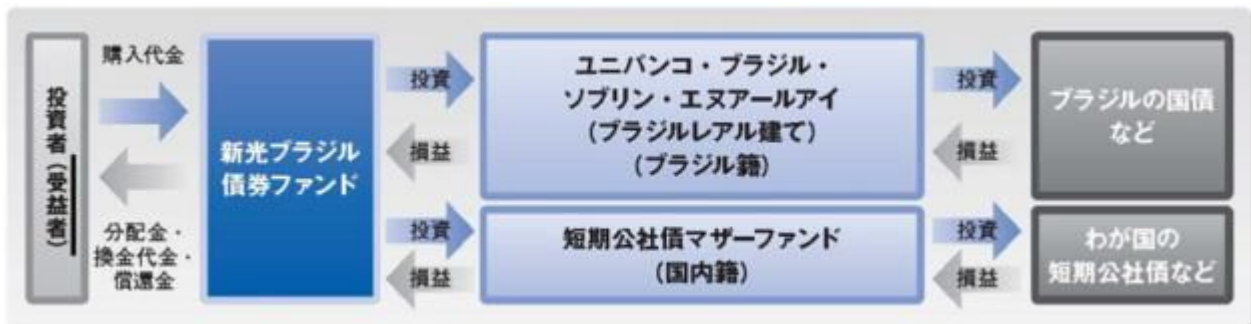 投資者(受益者)
購入代金
分配金・
換金代金・
償還金
新光ブラジル
債券ファンド
投資
損益
ユニバンコ・ブラジル・
ソブリン・エヌアールアイ
(ブラジルレアル建て)
(ブラジル籍)
投資
損益
ブラジルの国債
など
投資
損益
短期公社債マザーファンド
(国内籍)
投資
損益
わが国の
短期公社債など